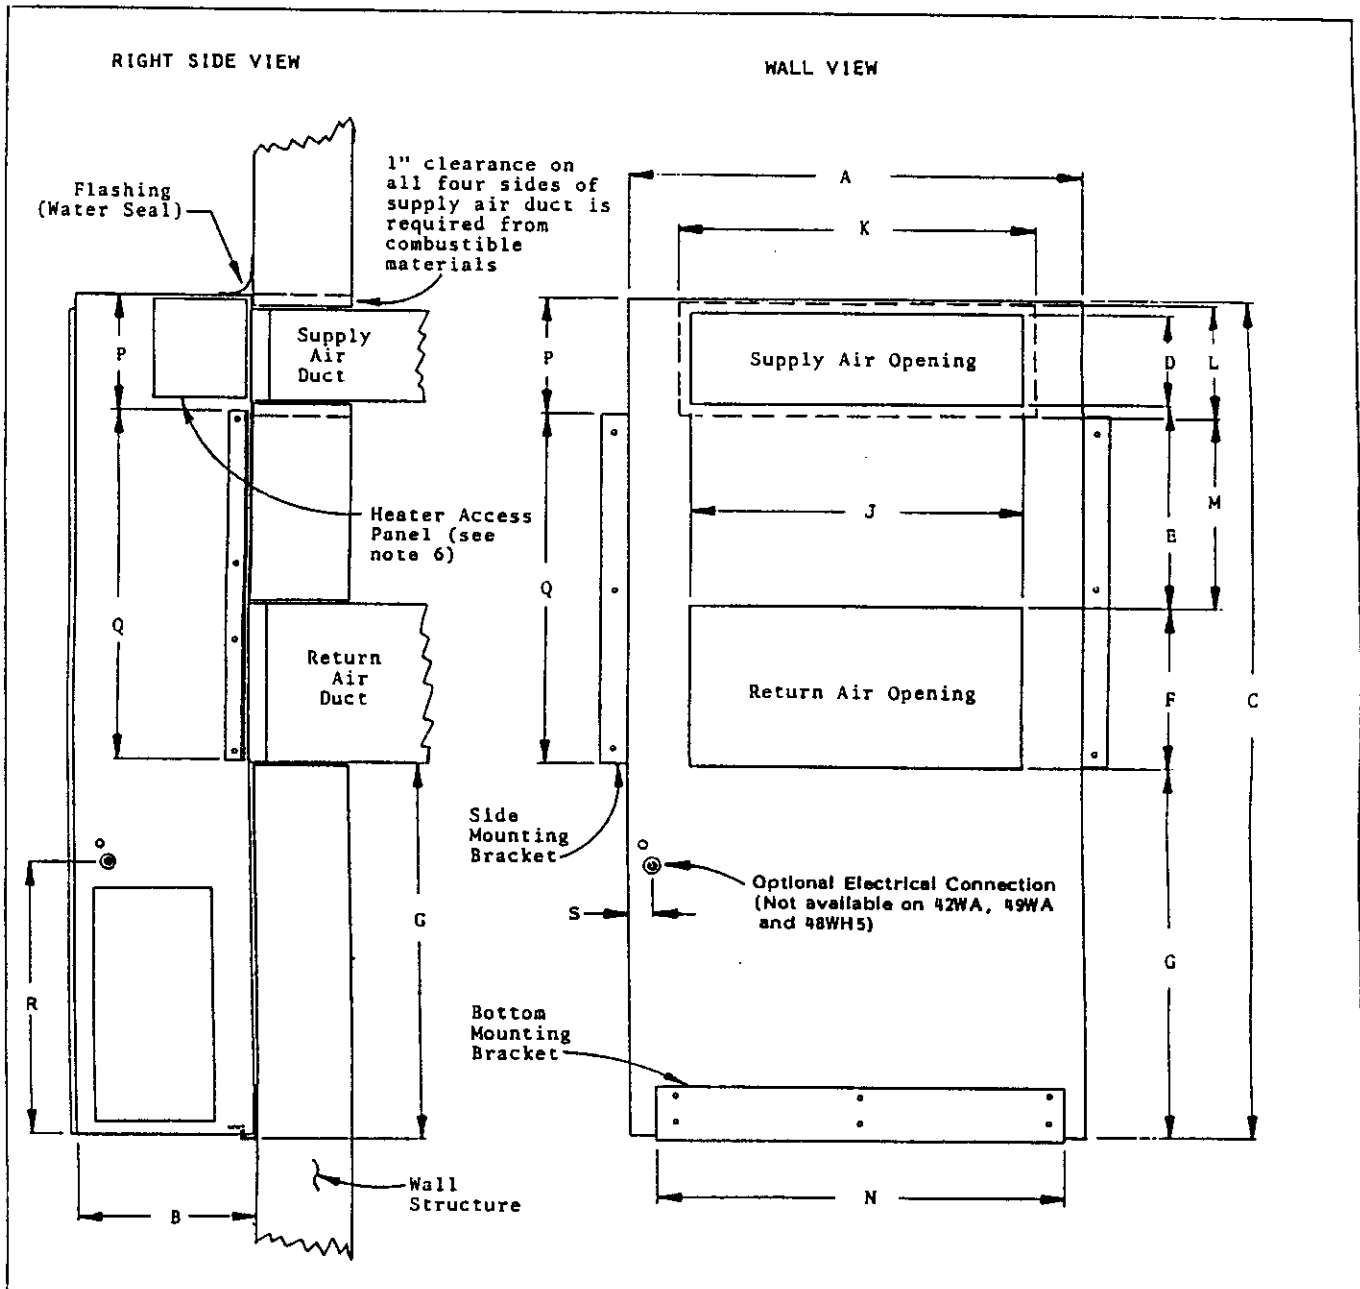 RIGHT SIDE VIEW
WALL VIEW
Flashing
(Water Seal)
1" clearance on
all four sides of
supply air duct is
required from
combustible
materials
A
K
P
Supply
Air
Duct
P
Supply Air Opening
D
L
Heater Access
Panel (see
note 6)
Q
Q
J
E
M
Return
Air
Duct
Return Air Opening
F
C
Side
Mounting
Bracket
Optional Electrical Connection
(Not available on 42WA, 49WA
and 48WH5)
S
R
G
G
Bottom
Mounting
Bracket
Wall
Structure
B
N